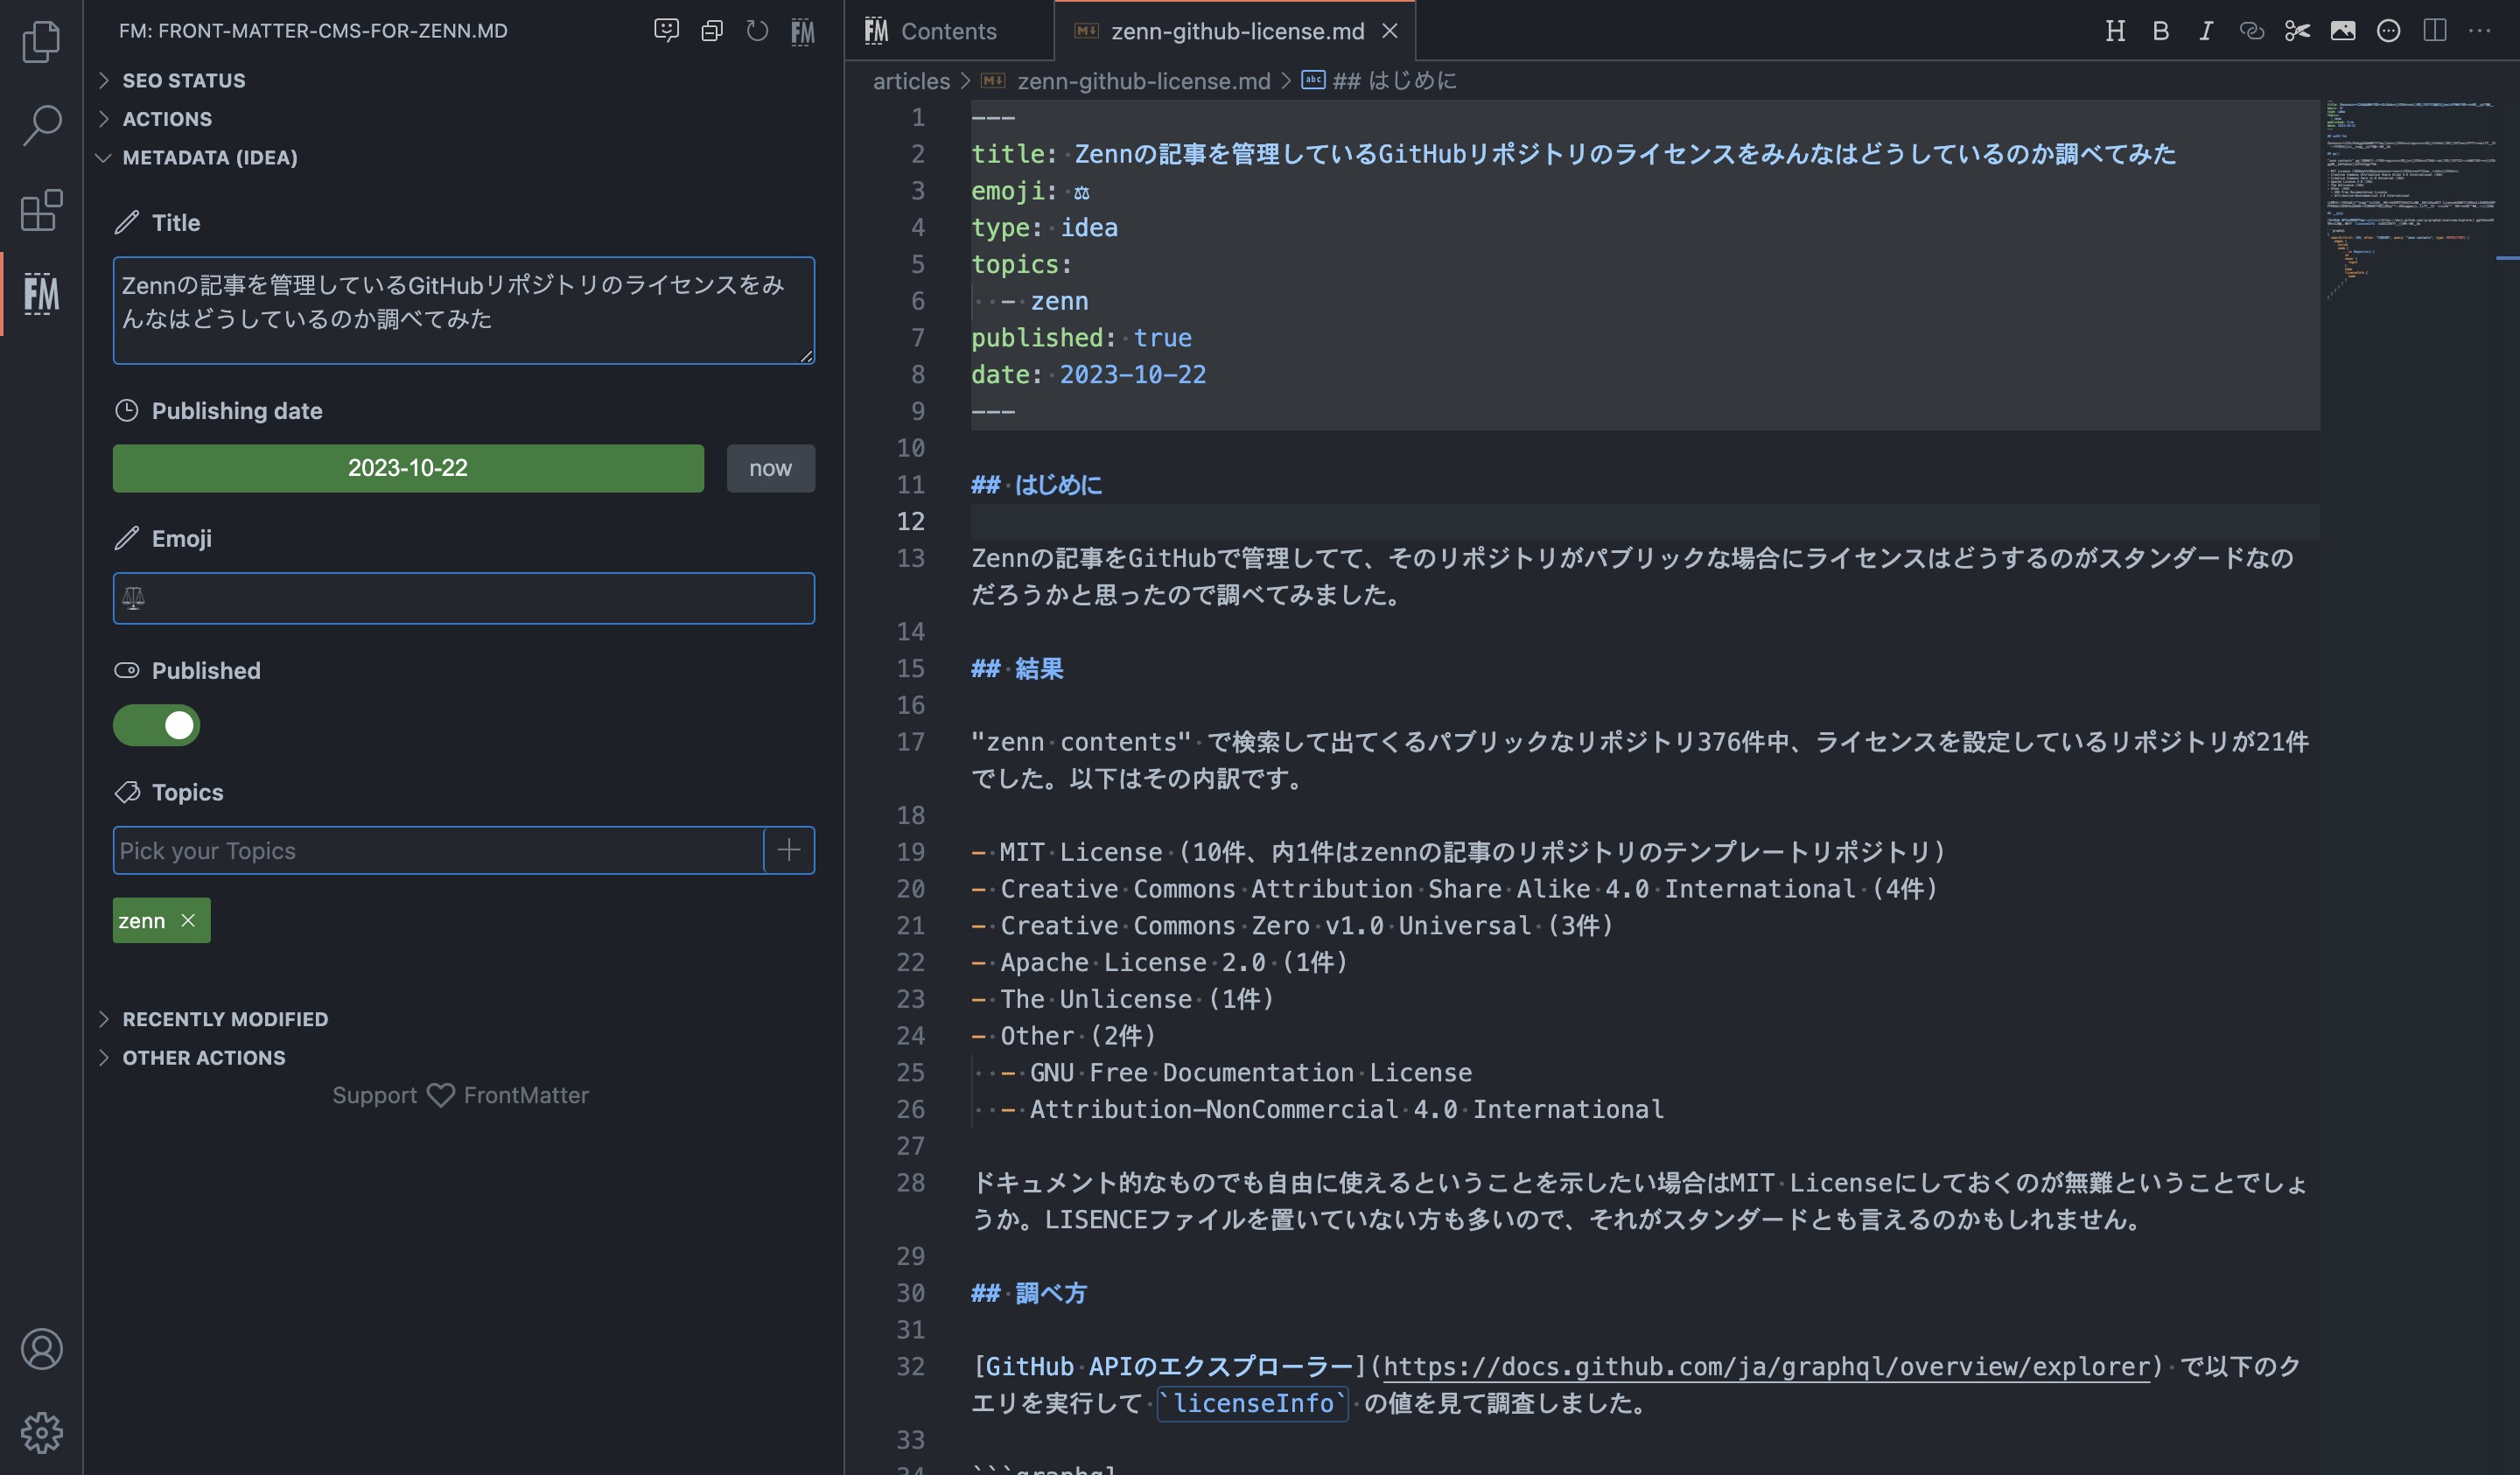 FM: FRONT-MATTER-CMS-FOR-ZENN.MD
SEO STATUS
ACTIONS
METADATA (IDEA)
Title
Zennの記事を管理しているGitHubリポジトリのライセンスをみ
んなはどうしているのか調べてみた
Publishing date
2023-10-22
now
Emoji
⚖
Published
Topics
Pick your Topics
zenn
RECENTLY MODIFIED
OTHER ACTIONS
Support ♡ FrontMatter
FM Contents
zenn-github-license.md
articles > zenn-github-license.md > ## はじめに
1 ---
2 title: Zennの記事を管理しているGitHubリポジトリのライセンスをみんなはどうしているのか調べてみた
3 emoji: ⚖
4 type: idea
5 topics:
6 - zenn
7 published: true
8 date: 2023-10-22
9 ---
10
11 ## はじめに
12
13 Zennの記事をGitHubで管理してて、そのリポジトリがパブリックな場合にライセンスはどうするのがスタンダードなの
だろうかと思ったので調べてみました。
14
15 ## 結果
16
17 "zenn contents" で検索して出てくるパブリックなリポジトリ376件中、ライセンスを設定しているリポジトリが21件
でした。以下はその内訳です。
18
19 - MIT License (10件、内1件はzennの記事のリポジトリのテンプレートリポジトリ)
20 - Creative Commons Attribution Share Alike 4.0 International (4件)
21 - Creative Commons Zero v1.0 Universal (3件)
22 - Apache License 2.0 (1件)
23 - The Unlicense (1件)
24 - Other (2件)
25 - GNU Free Documentation License
26 - Attribution-NonCommercial 4.0 International
27
28 ドキュメント的なものでも自由に使えるということを示したい場合はMIT Licenseにしておくのが無難ということでしょ
うか。LISENCEファイルを置いていない方も多いので、それがスタンダードとも言えるのかもしれません。
29
30 ## 調べ方
31
32 [GitHub APIのエクスプローラー](https://docs.github.com/ja/graphql/overview/explorer) で以下のク
エリを実行して `licenseInfo` の値を見て調査しました。
33
34 ```graphql